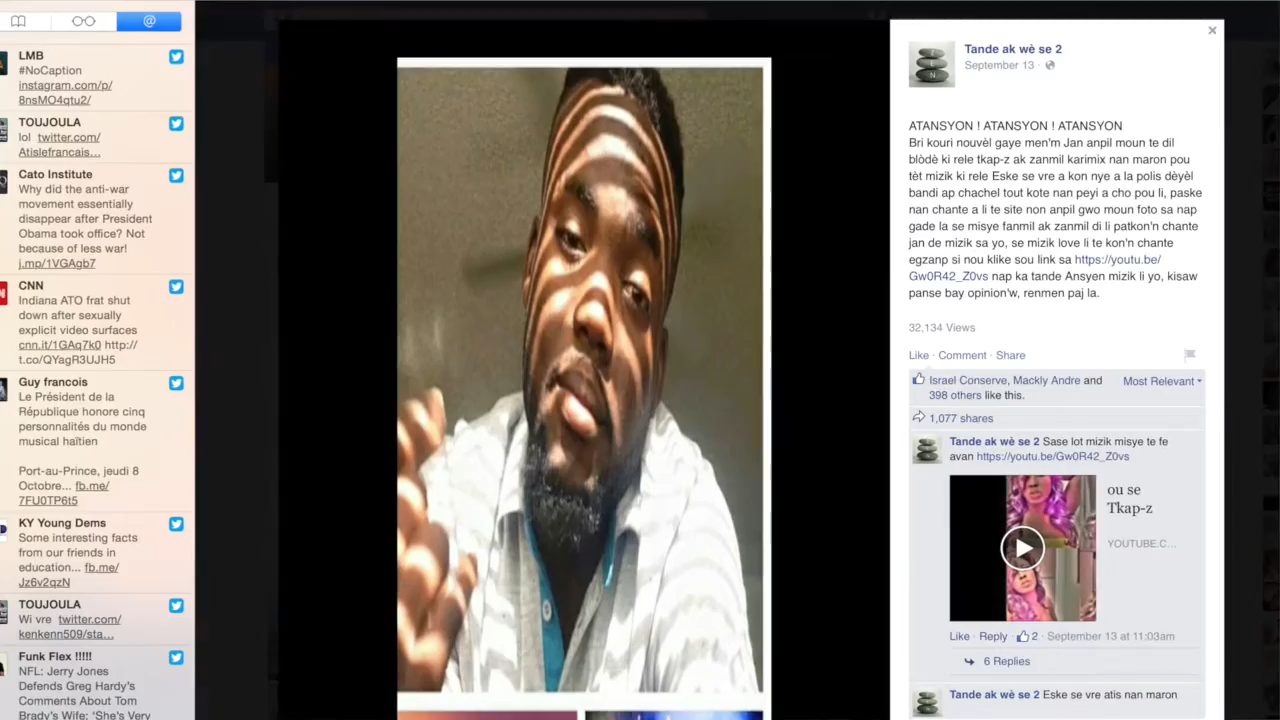 @
LMB
#NoCaption
instagram.com/p/
8nsMO4qtu2/
TOUJOULA
lol twitter.com/
Atislefrancais…
Cato Institute
Why did the anti-war
movement essentially
disappear after President
Obama took office? Not
because of less war!
j.mp/1VGAgb7
CNN
Indiana ATO frat shut
down after sexually
explicit video surfaces
cnn.it/1GAq7k0 http://
t.co/QYagR3UJH5
Guy francois
Le Président de la
République honore cinq
personnalités du monde
musical haïtien
Port-au-Prince, jeudi 8
Octobre... fb.me/
7FU0TP6t5
KY Young Dems
Some interesting facts
from our friends in
education... fb.me/
Jz6v2qzN
TOUJOULA
Wi vre twitter.com/
kenkenn509/sta…
Funk Flex !!!!!
NFL: Jerry Jones
Defends Greg Hardy's
Comments About Tom
Brady's Wife: 'She's Very
Tande ak wè se 2
September 13
ATANSYON ! ATANSYON ! ATANSYON
Bri kouri nouvèl gaye men'm Jan anpil moun te dil
blòdè ki rele tkap-z ak zanmil karimix nan maron pou
tèt mizik ki rele Eske se vre a kon nye a la polis dèyèl
bandi ap chachel tout kote nan peyi a cho pou li, paske
nan chante a li te site non anpil gwo moun foto sa nap
gade la se misye fanmil ak zanmil di li patkon'n chante
jan de mizik sa yo, se mizik love li te kon'n chante
egzanp si nou klike sou link sa https://youtu.be/
Gw0R42_Z0vs nap ka tande Ansyen mizik li yo, kisaw
panse bay opinion'w, renmen paj la.
32,134 Views
Like · Comment · Share
Israel Conserve, Mackly Andre and
398 others like this.
Most Relevant
1,077 shares
Tande ak wè se 2 Sase lot mizik misye te fe
avan https://youtu.be/Gw0R42_Z0vs
ou se
Tkap-z
YOUTUBE.C...
Like · Reply · 2 · September 13 at 11:03am
6 Replies
Tande ak wè se 2 Eske se vre atis nan maron